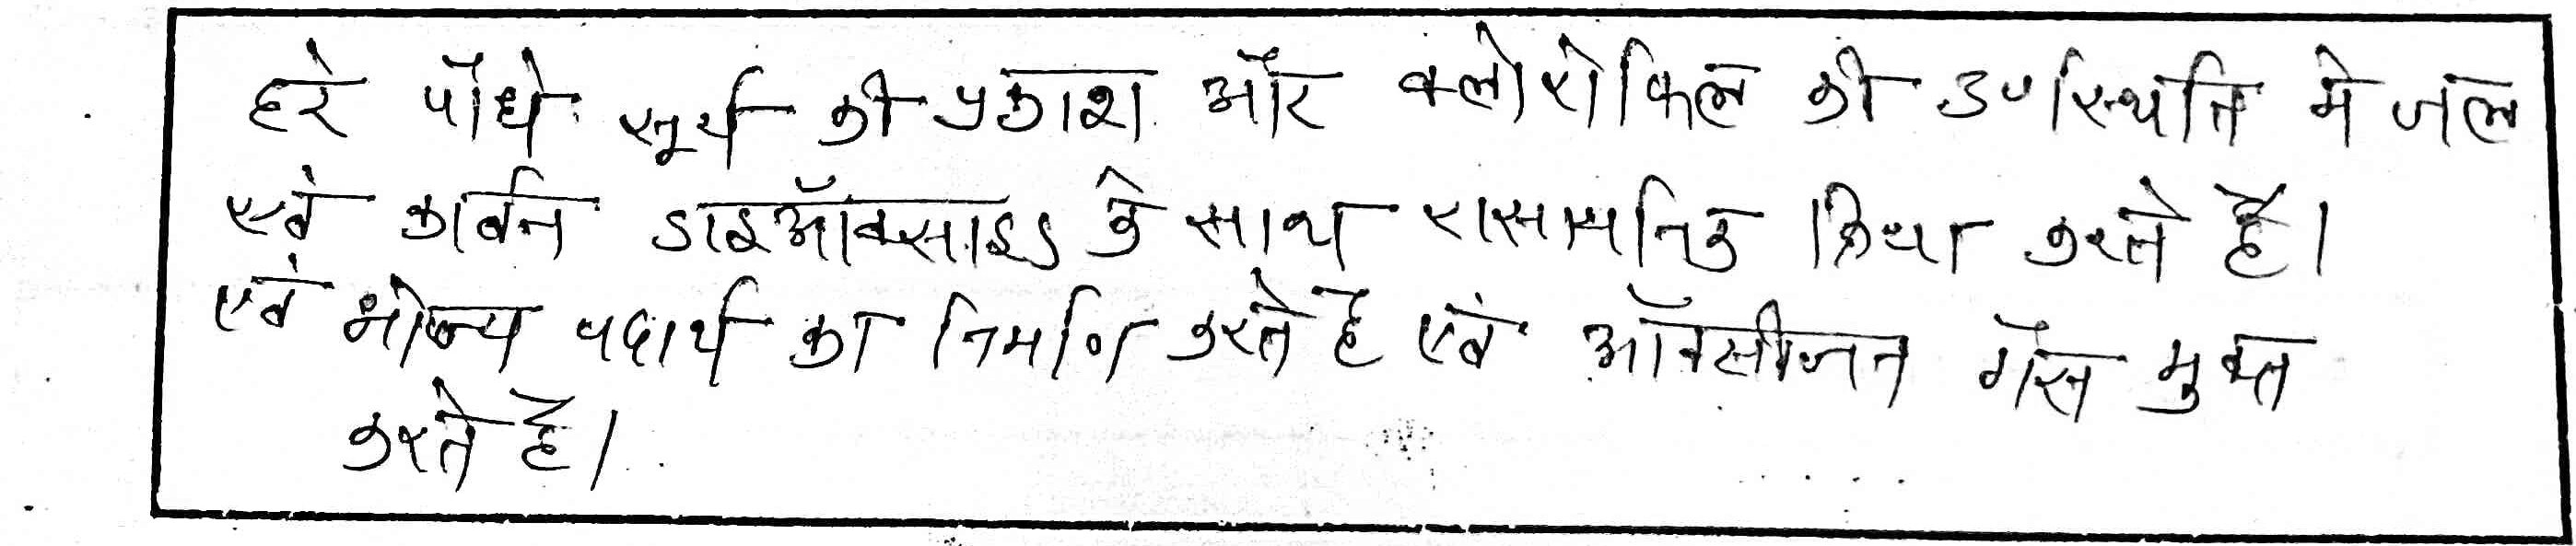 हरे पौधे सूर्य की प्रकाश और क्लोरोफिल की उपस्थिति मे जल
एवं कार्बन डाइऑक्साइड के साथ रासायनिक क्रिया करते है।
एवं भोज्य पदार्थ का निर्माण करते है एवं ऑक्सीजन गैस मुक्त
करते है।